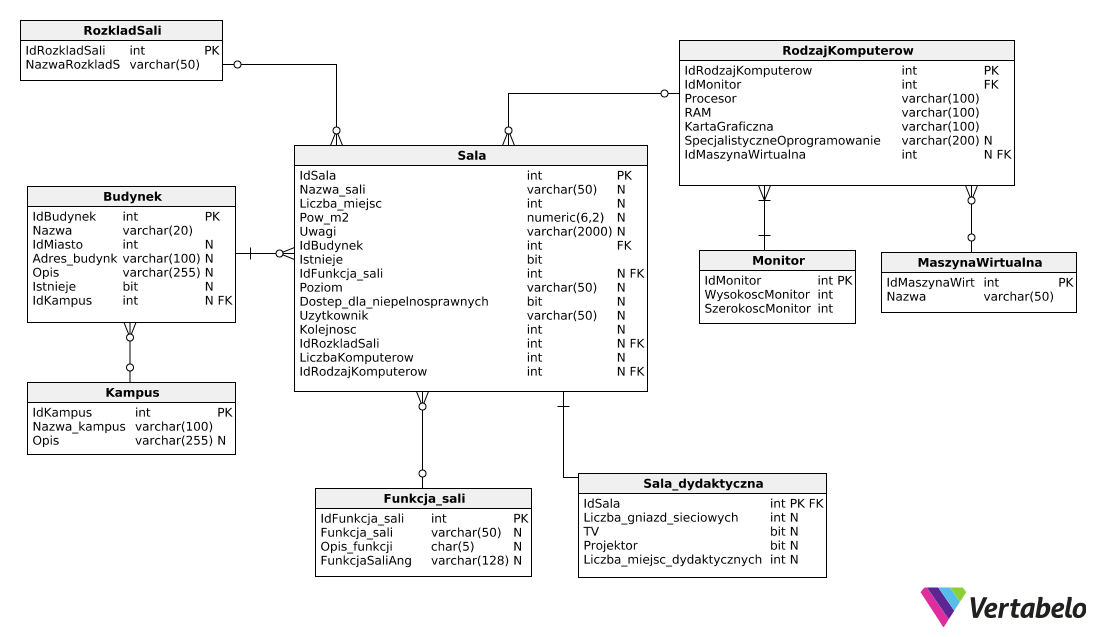 RozkladSali
IdRozkladSali int PK
NazwaRozkladS varchar(50)
RodzajKomputerow
IdRodzajKomputerow int PK
IdMonitor int FK
Procesor varchar(100)
RAM varchar(100)
KartaGraficzna varchar(100)
SpecjalistyczneOprogramowanie varchar(200) N
IdMaszynaWirtualna int N FK
Sala
IdSala int PK
Nazwa_sali varchar(50) N
Liczba_miejsc int N
Pow_m2 numeric(6,2) N
Uwagi varchar(2000) N
IdBudynek int FK
Istnieje bit
IdFunkcja_sali int N FK
Poziom varchar(50) N
Dostep_dla_niepelnosprawnych bit N
Uzytkownik varchar(50) N
Kolejnosc int N
IdRozkladSali int N FK
LiczbaKomputerow int N
IdRodzajKomputerow int N FK
Budynek
IdBudynek int PK
Nazwa varchar(20)
IdMiasto int N
Adres_budynk varchar(100) N
Opis varchar(255) N
Istnieje bit N
IdKampus int N FK
Monitor
IdMonitor int PK
WysokoscMonitor int
SzerokoscMonitor int
MaszynaWirtualna
IdMaszynaWirt int PK
Nazwa varchar(50)
Kampus
IdKampus int PK
Nazwa_kampus varchar(100)
Opis varchar(255) N
Funkcja_sali
IdFunkcja_sali int PK
Funkcja_sali varchar(50) N
Opis_funkcji char(5) N
FunkcjaSaliAng varchar(128) N
Sala_dydaktyczna
IdSala int PK FK
Liczba_gniazd_sieciowych int N
TV bit N
Projektor bit N
Liczba_miejsc_dydaktycznych int N
Vertabelo